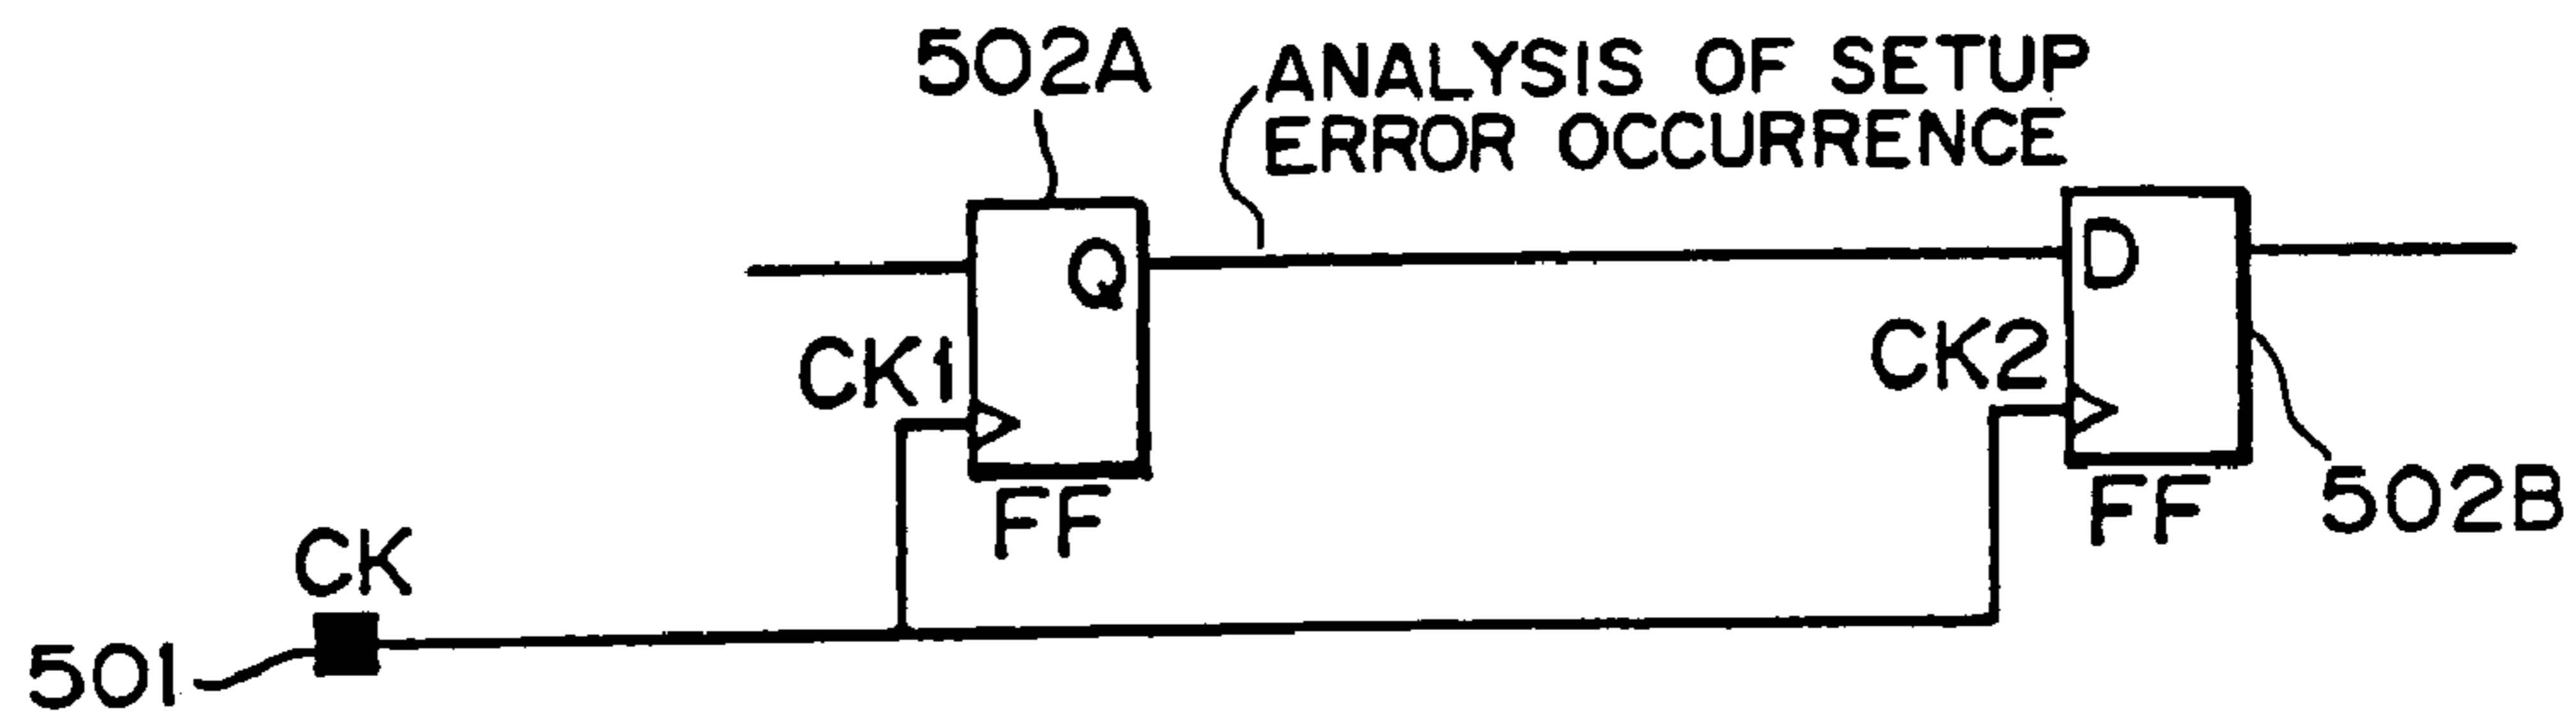 502A
ANALYSIS OF SETUP
ERROR OCCURRENCE
Q
D
CK1
CK2
FF
FF
502B
CK
501